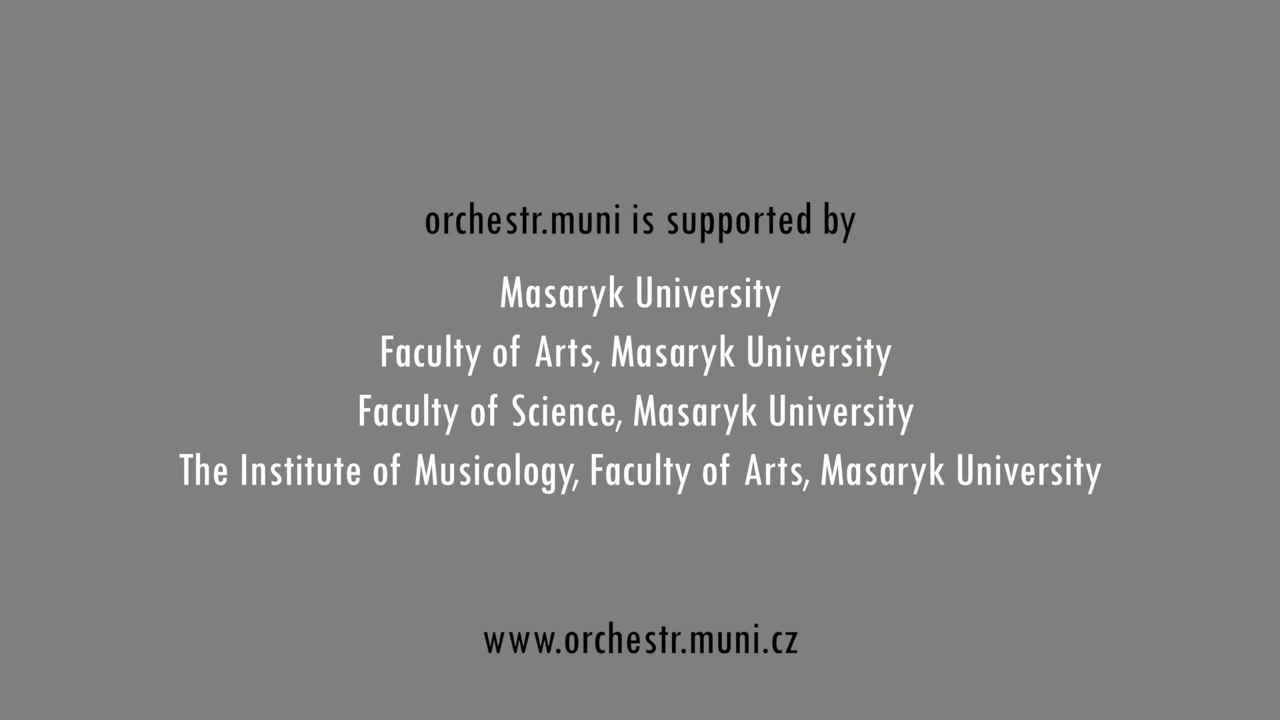 orchestr.muni is supported by
Masaryk University
Faculty of Arts, Masaryk University
Faculty of Science, Masaryk University
The Institute of Musicology, Faculty of Arts, Masaryk University
www.orchestr.muni.cz